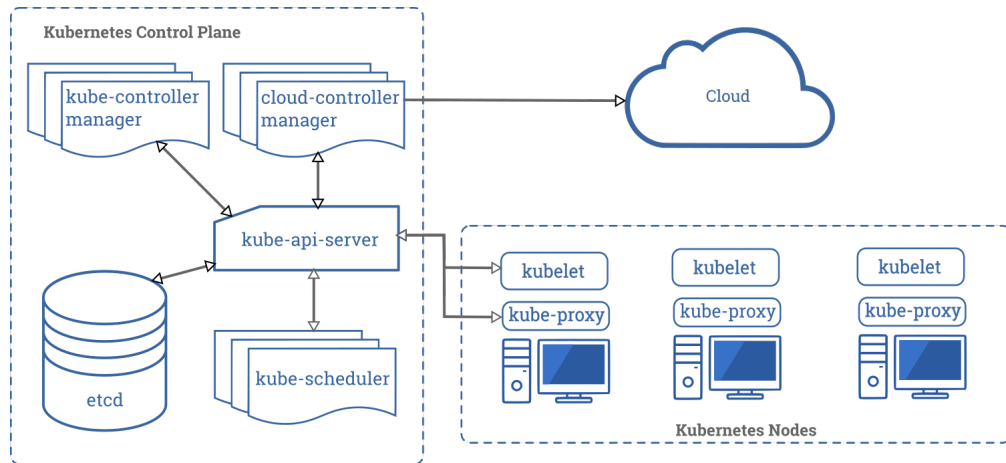 Kubernetes Control Plane
kube-controller
manager
cloud-controller
manager
Cloud
kube-api-server
kubelet
kubelet
kubelet
kube-proxy
kube-proxy
kube-proxy
etcd
kube-scheduler
Kubernetes Nodes